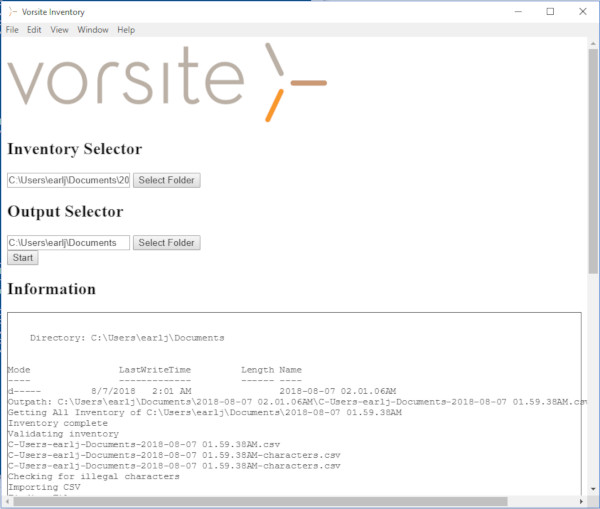 Vorsite Inventory
File Edit View Window Help
vorsite
Inventory Selector
C:\Users\earlj\Documents\20 Select Folder
Output Selector
C:\Users\earlj\Documents Select Folder
Start
Information
Directory: C:\Users\earlj\Documents
Mode LastWriteTime Length Name
---- ------------- ------ ----
d----- 8/7/2018 2:01 AM 2018-08-07 02.01.06AM
Outpath: C:\Users\earlj\Documents\2018-08-07 02.01.06AM\C-Users-earlj-Documents-2018-08-07 01.59.38AM.csv
Getting All Inventory of C:\Users\earlj\Documents\2018-08-07 01.59.38AM
Inventory complete
Validating inventory
C-Users-earlj-Documents-2018-08-07 01.59.38AM.csv
C-Users-earlj-Documents-2018-08-07 01.59.38AM-characters.csv
C-Users-earlj-Documents-2018-08-07 01.59.38AM-characters.csv
Checking for illegal characters
Importing CSV